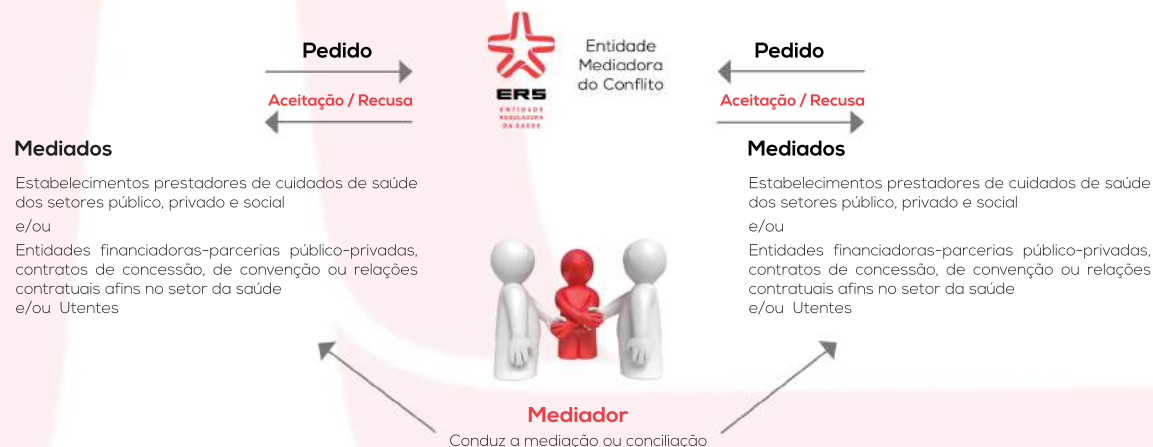 Pedido
Aceitação / Recusa
ERS
ENTIDADE
REGULADORA
DA SAÚDE
Entidade
Mediadora
do Conflito
Pedido
Aceitação / Recusa
Mediados
Estabelecimentos prestadores de cuidados de saúde
dos setores público, privado e social
e/ou
Entidades financiadoras-parcerias público-privadas,
contratos de concessão, de convenção ou relações
contratuais afins no setor da saúde
e/ou Utentes
Mediados
Estabelecimentos prestadores de cuidados de saúde
dos setores público, privado e social
e/ou
Entidades financiadoras-parcerias público-privadas,
contratos de concessão, de convenção ou relações
contratuais afins no setor da saúde
e/ou Utentes
Mediador
Conduz a mediação ou conciliação